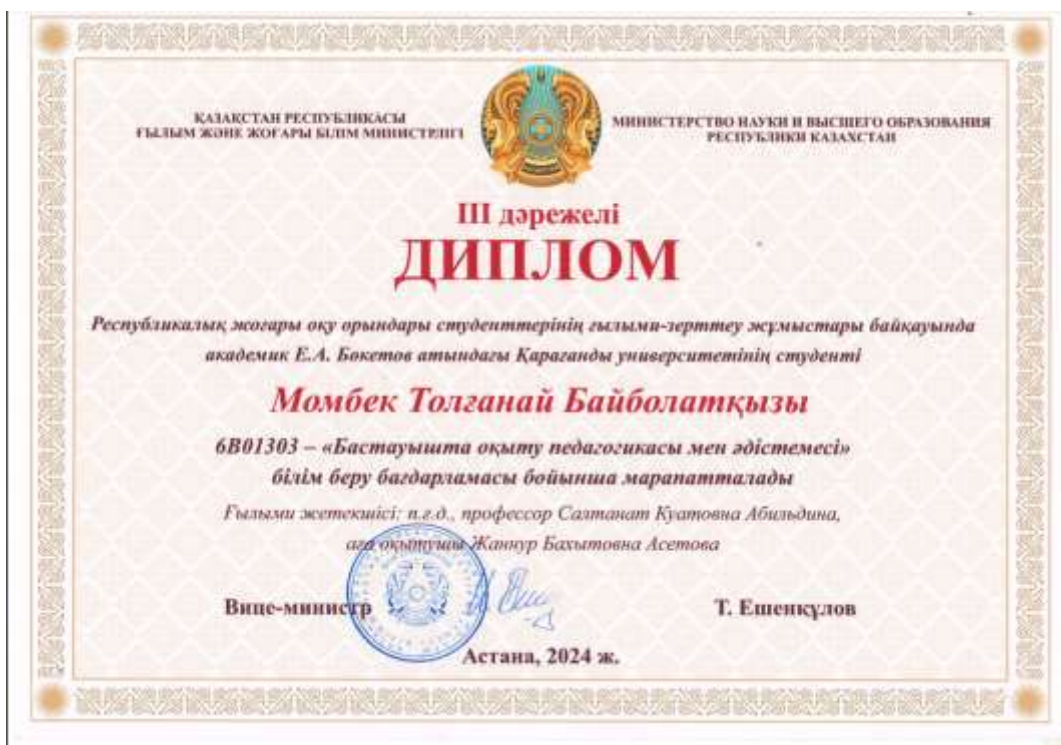 ҚАЗАҚСТАН РЕСПУБЛИКАСЫ
ҒЫЛЫМ ЖӘНЕ ЖОҒАРЫ БІЛІМ МИНИСТРЛІГІ
МИНИСТЕРСТВО НАУКИ И ВЫСШЕГО ОБРАЗОВАНИЯ
РЕСПУБЛИКИ КАЗАХСТАН
III дәрежелі
ДИПЛОМ
Республикалық жоғары оқу орындары студенттерінің ғылыми-зерттеу жұмыстары байқауында
академик Е.А. Бөкетов атындағы Қарағанды университетінің студенті
Момбек Толғанай Байболатқызы
6B01303 – «Бастауышта оқыту педагогикасы мен әдістемесі»
білім беру бағдарламасы бойынша марапатталады
Ғылыми жетекшісі: п.ғ.д., профессор Салтанат Куатовна Абильдина,
аға оқытушы Жаннур Бахытовна Асетова
Вице-министр
Т. Ешенқұлов
Астана, 2024 ж.